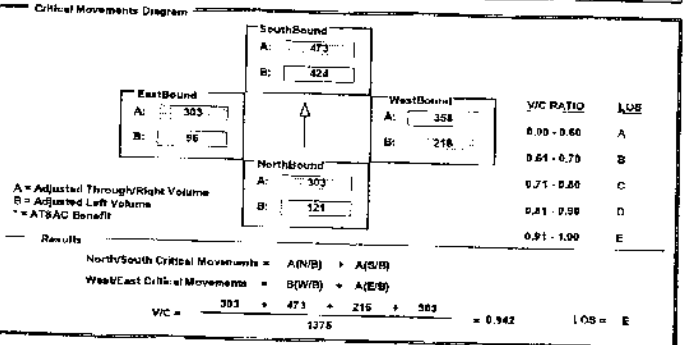 Critical Movements Diagram
SouthBound
A: 473
B: 424
EastBound
A: 303
B: 96
WestBound
A: 358
B: 218
NorthBound
A: 303
B: 121
V/C RATIO LOS
0.00 - 0.60 A
0.61 - 0.70 B
0.71 - 0.80 C
0.81 - 0.90 D
0.91 - 1.00 E
A = Adjusted Through/Right Volume
B = Adjusted Left Volume
* = ATSAC Benefit
Results
North/South Critical Movements = A(N/B) + A(S/B)
West/East Critical Movements = B(W/B) + A(E/B)
V/C = 303 + 473 + 216 + 303
1375 = 0.942 LOS = E